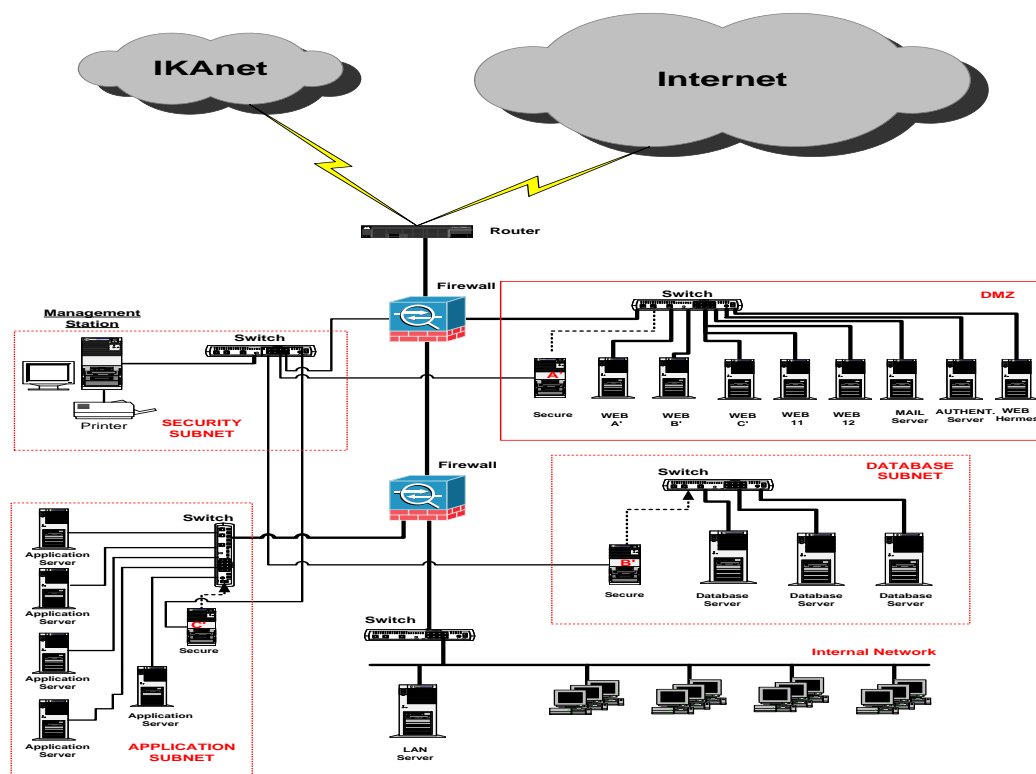 IKAnet
Internet
Router
Firewall
Switch
DMZ
Management
Station
Switch
A'
Secure
WEB
A'
WEB
B'
WEB
C'
WEB
11
WEB
12
MAIL
Server
AUTHENT.
Server
WEB
Hermes
Printer
SECURITY
SUBNET
Firewall
DATABASE
SUBNET
Switch
B'
Secure
Database
Server
Database
Server
Database
Server
Switch
Application
Server
Application
Server
Application
Server
Application
Server
C'
Secure
Application
Server
APPLICATION
SUBNET
Switch
Internal Network
LAN
Server